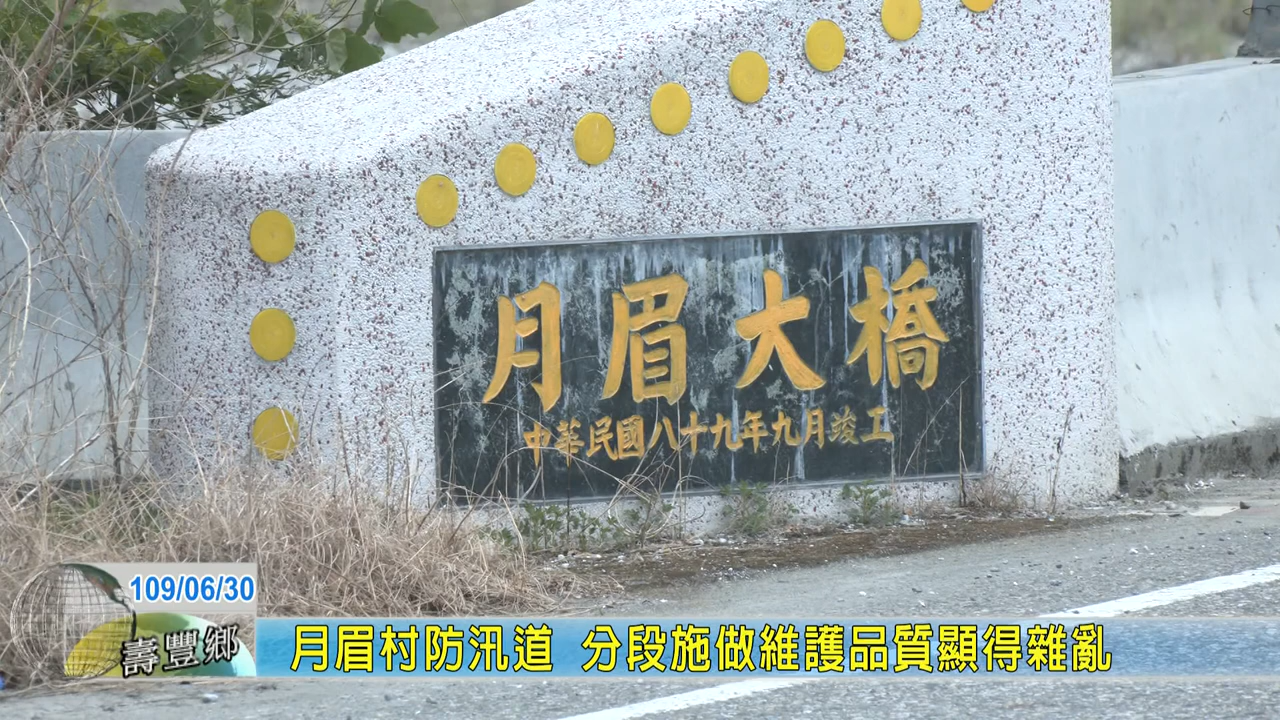 月眉大橋
中華民國八十九年九月竣工
109/06/30
壽豐鄉
月眉村防汛道 分段施做維護品質顯得雜亂